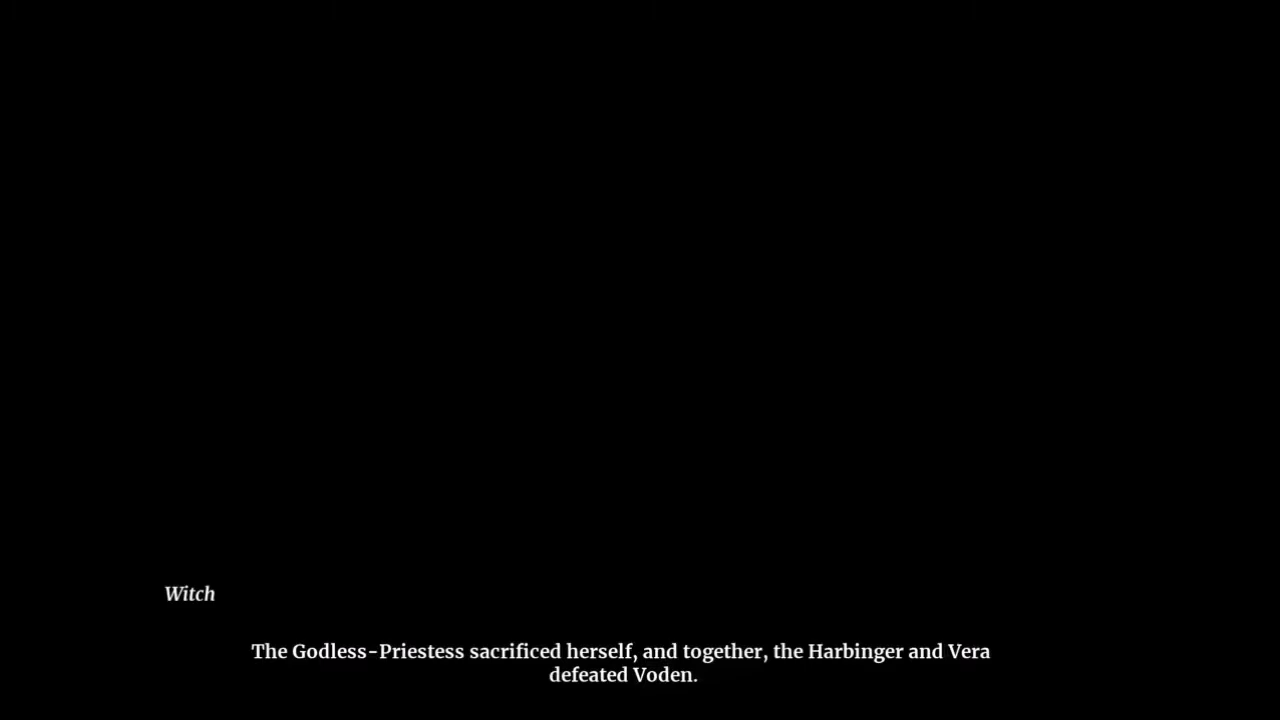 Witch
The Godless-Priestess sacrificed herself, and together, the Harbinger and Vera
defeated Voden.